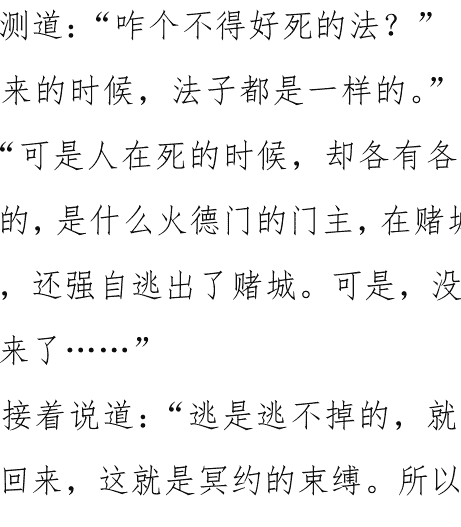 测道：“咋个不得好死的法？”
来的时候，法子都是一样的。”
“可是人在死的时候，却各有各
的，是什么火德门的门主，在赌城
，还强自逃出了赌城。可是，没
来了……”
接着说道：“逃是逃不掉的，就
回来，这就是冥约的束缚。所以